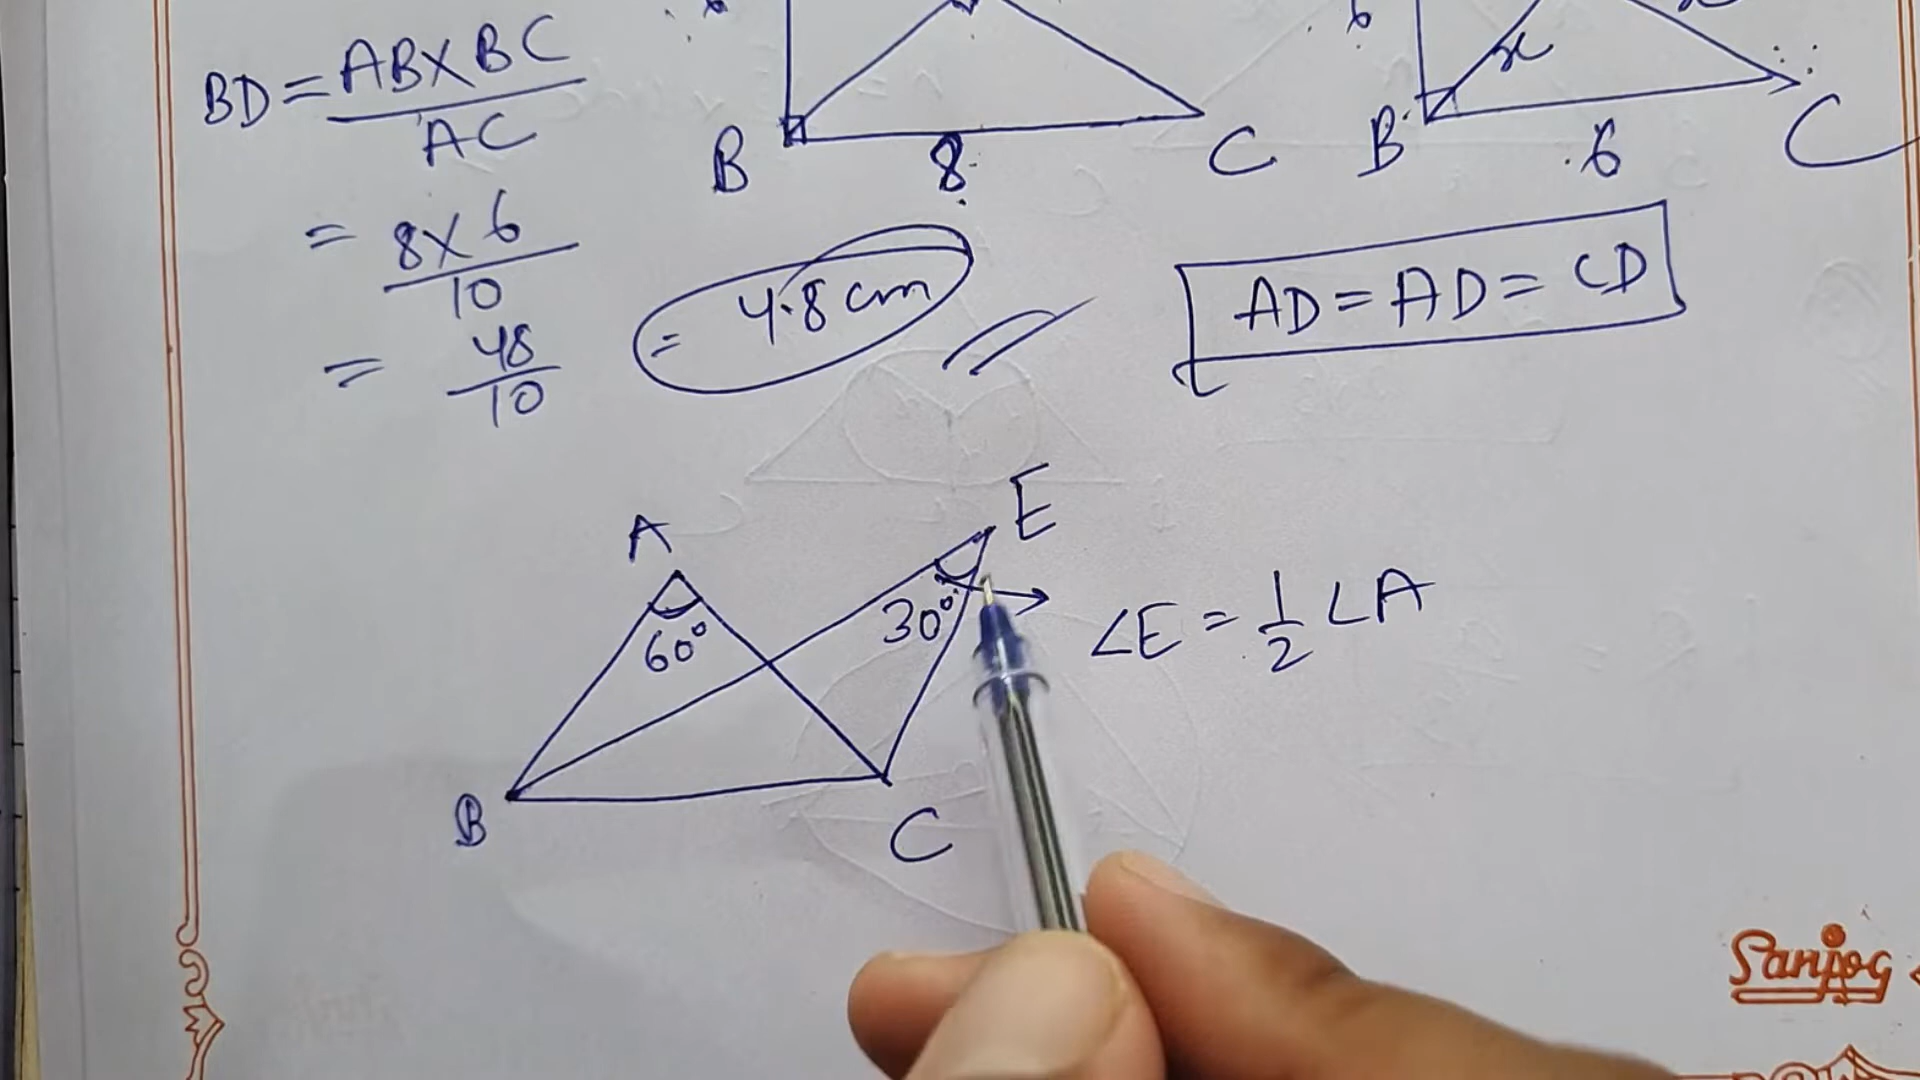 BD = AB X BC / AC
= 8 X 6 / 10
= 48 / 10
= 4.8 cm
B 8 C
6 x
B 6 C
AD = AD = CD
A 60°
E 30°
B C
∠E = 1/2 ∠A
Sanjog